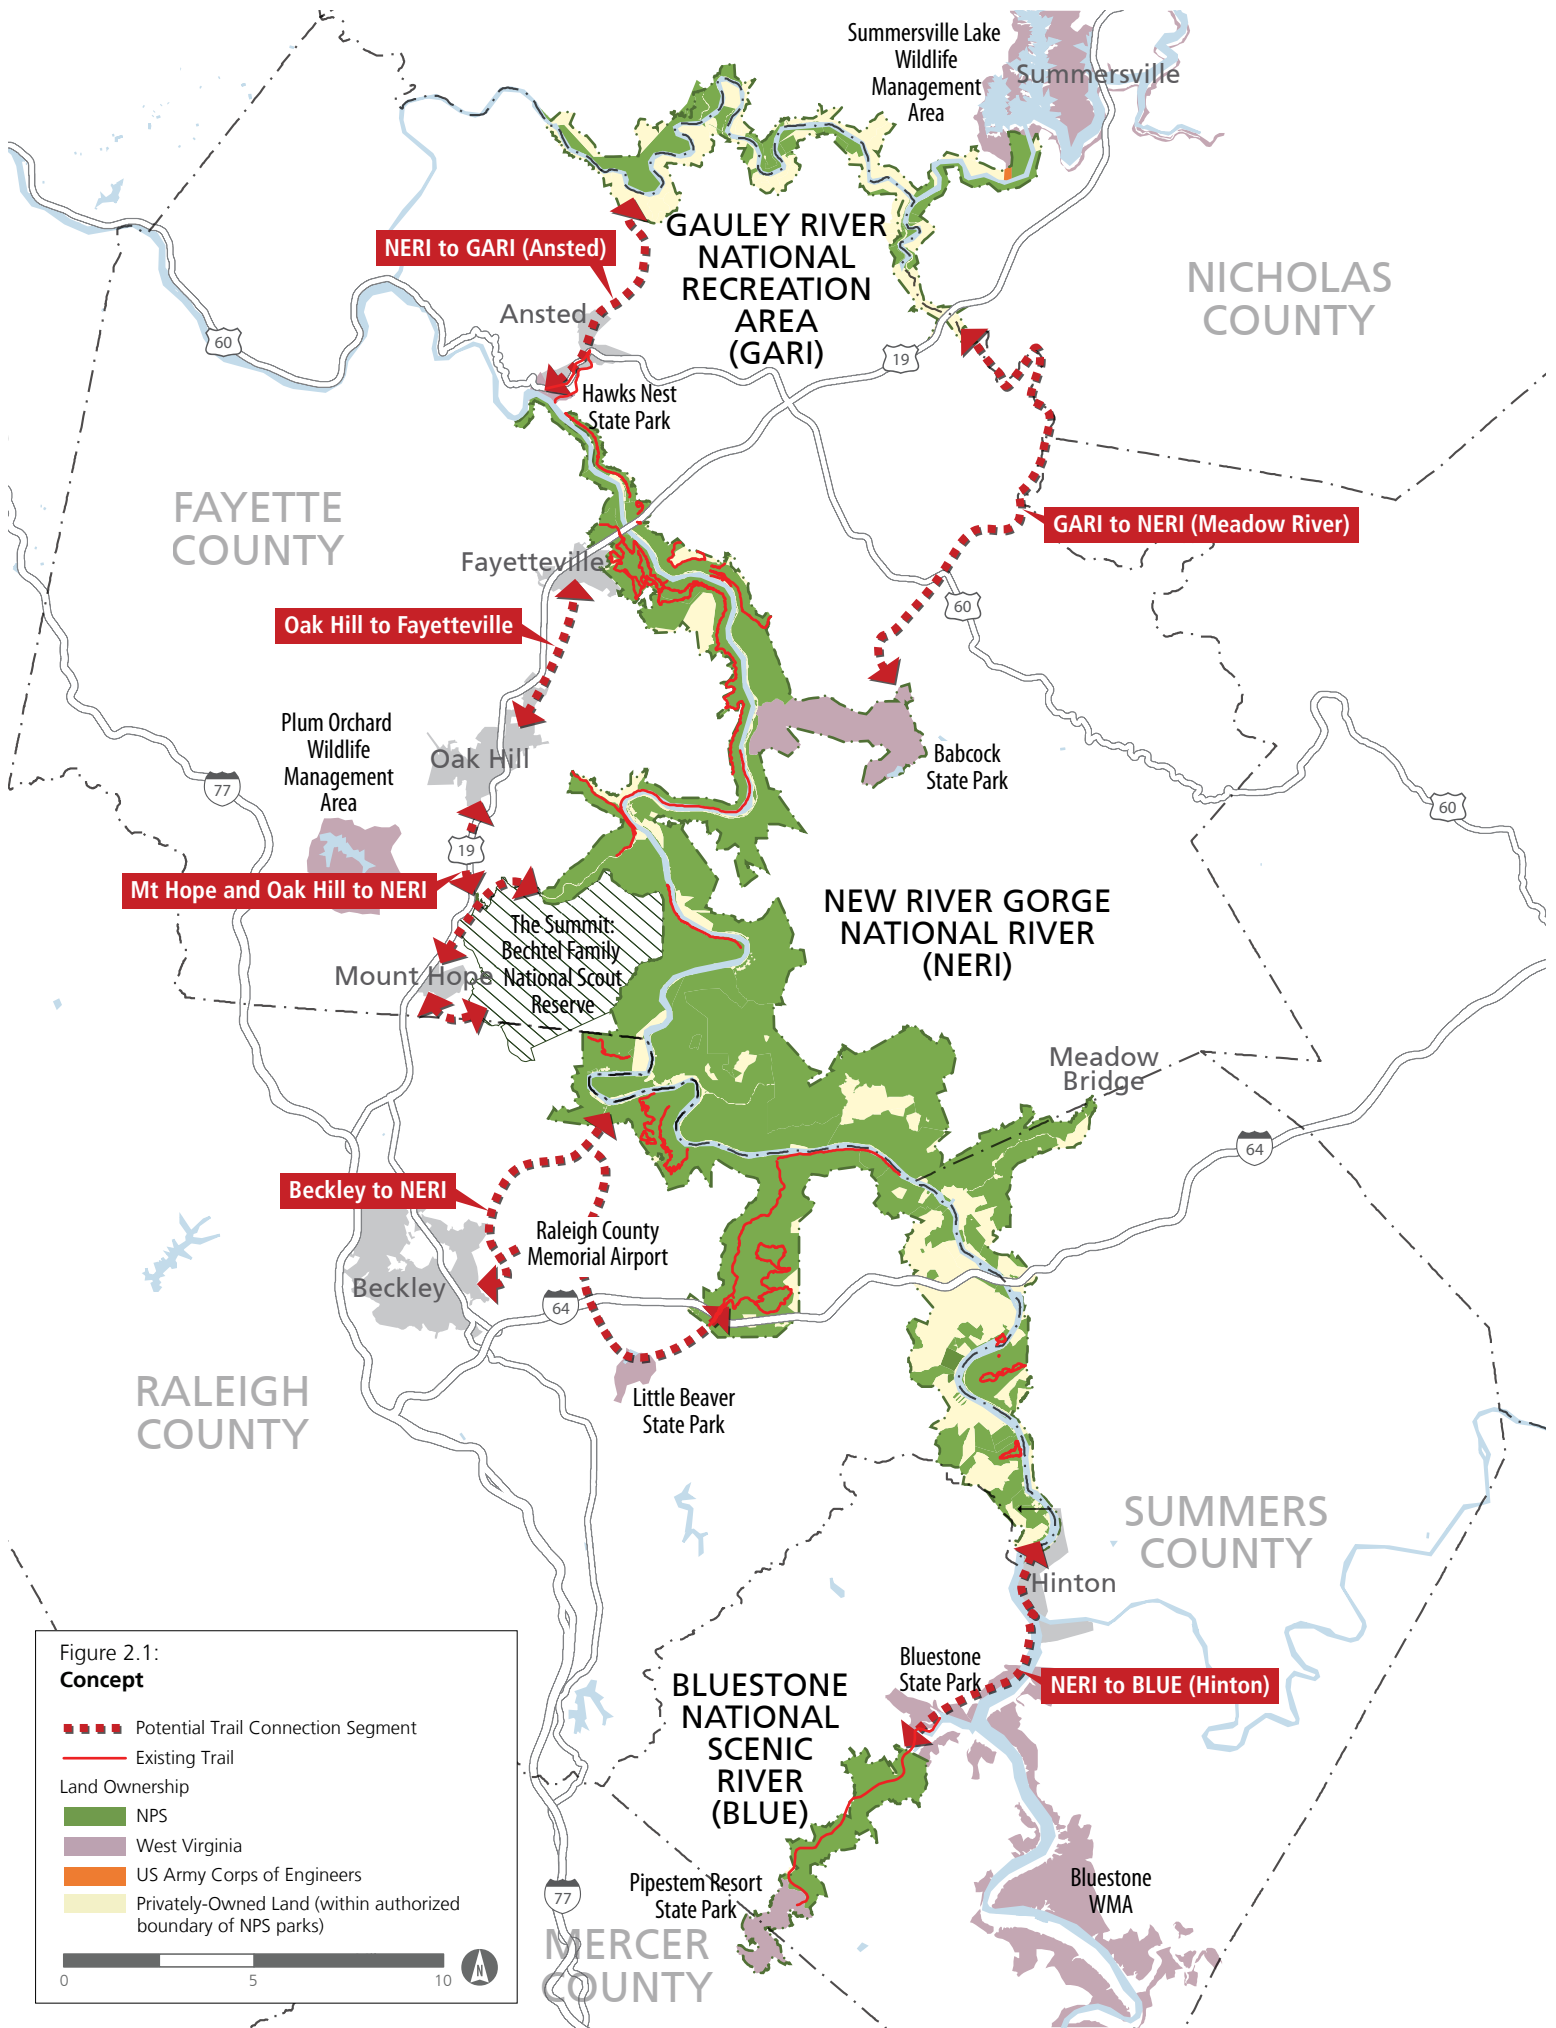 Summersville Lake
Wildlife
Management
Area
Summersville
GAULEY RIVER
NATIONAL
RECREATION
AREA
(GARI)
NERI to GARI (Ansted)
NICHOLAS
COUNTY
Ansted
60
19
Hawks Nest
State Park
FAYETTE
COUNTY
GARI to NERI (Meadow River)
Fayetteville
60
Oak Hill to Fayetteville
Plum Orchard
Wildlife
Management
Area
Oak Hill
Babcock
State Park
77
60
19
Mt Hope and Oak Hill to NERI
NEW RIVER GORGE
NATIONAL RIVER
(NERI)
The Summit:
Bechtel Family
National Scout
Reserve
Mount Hope
Meadow
Bridge
64
Beckley to NERI
Raleigh County
Memorial Airport
Beckley
64
RALEIGH
COUNTY
Little Beaver
State Park
SUMMERS
COUNTY
Hinton
Bluestone
State Park
NERI to BLUE (Hinton)
BLUESTONE
NATIONAL
SCENIC
RIVER
(BLUE)
Pipestem Resort
State Park
Bluestone
WMA
77
MERCER
COUNTY
Figure 2.1:
Concept
Potential Trail Connection Segment
Existing Trail
Land Ownership
NPS
West Virginia
US Army Corps of Engineers
Privately-Owned Land (within authorized
boundary of NPS parks)
0 5 10
N